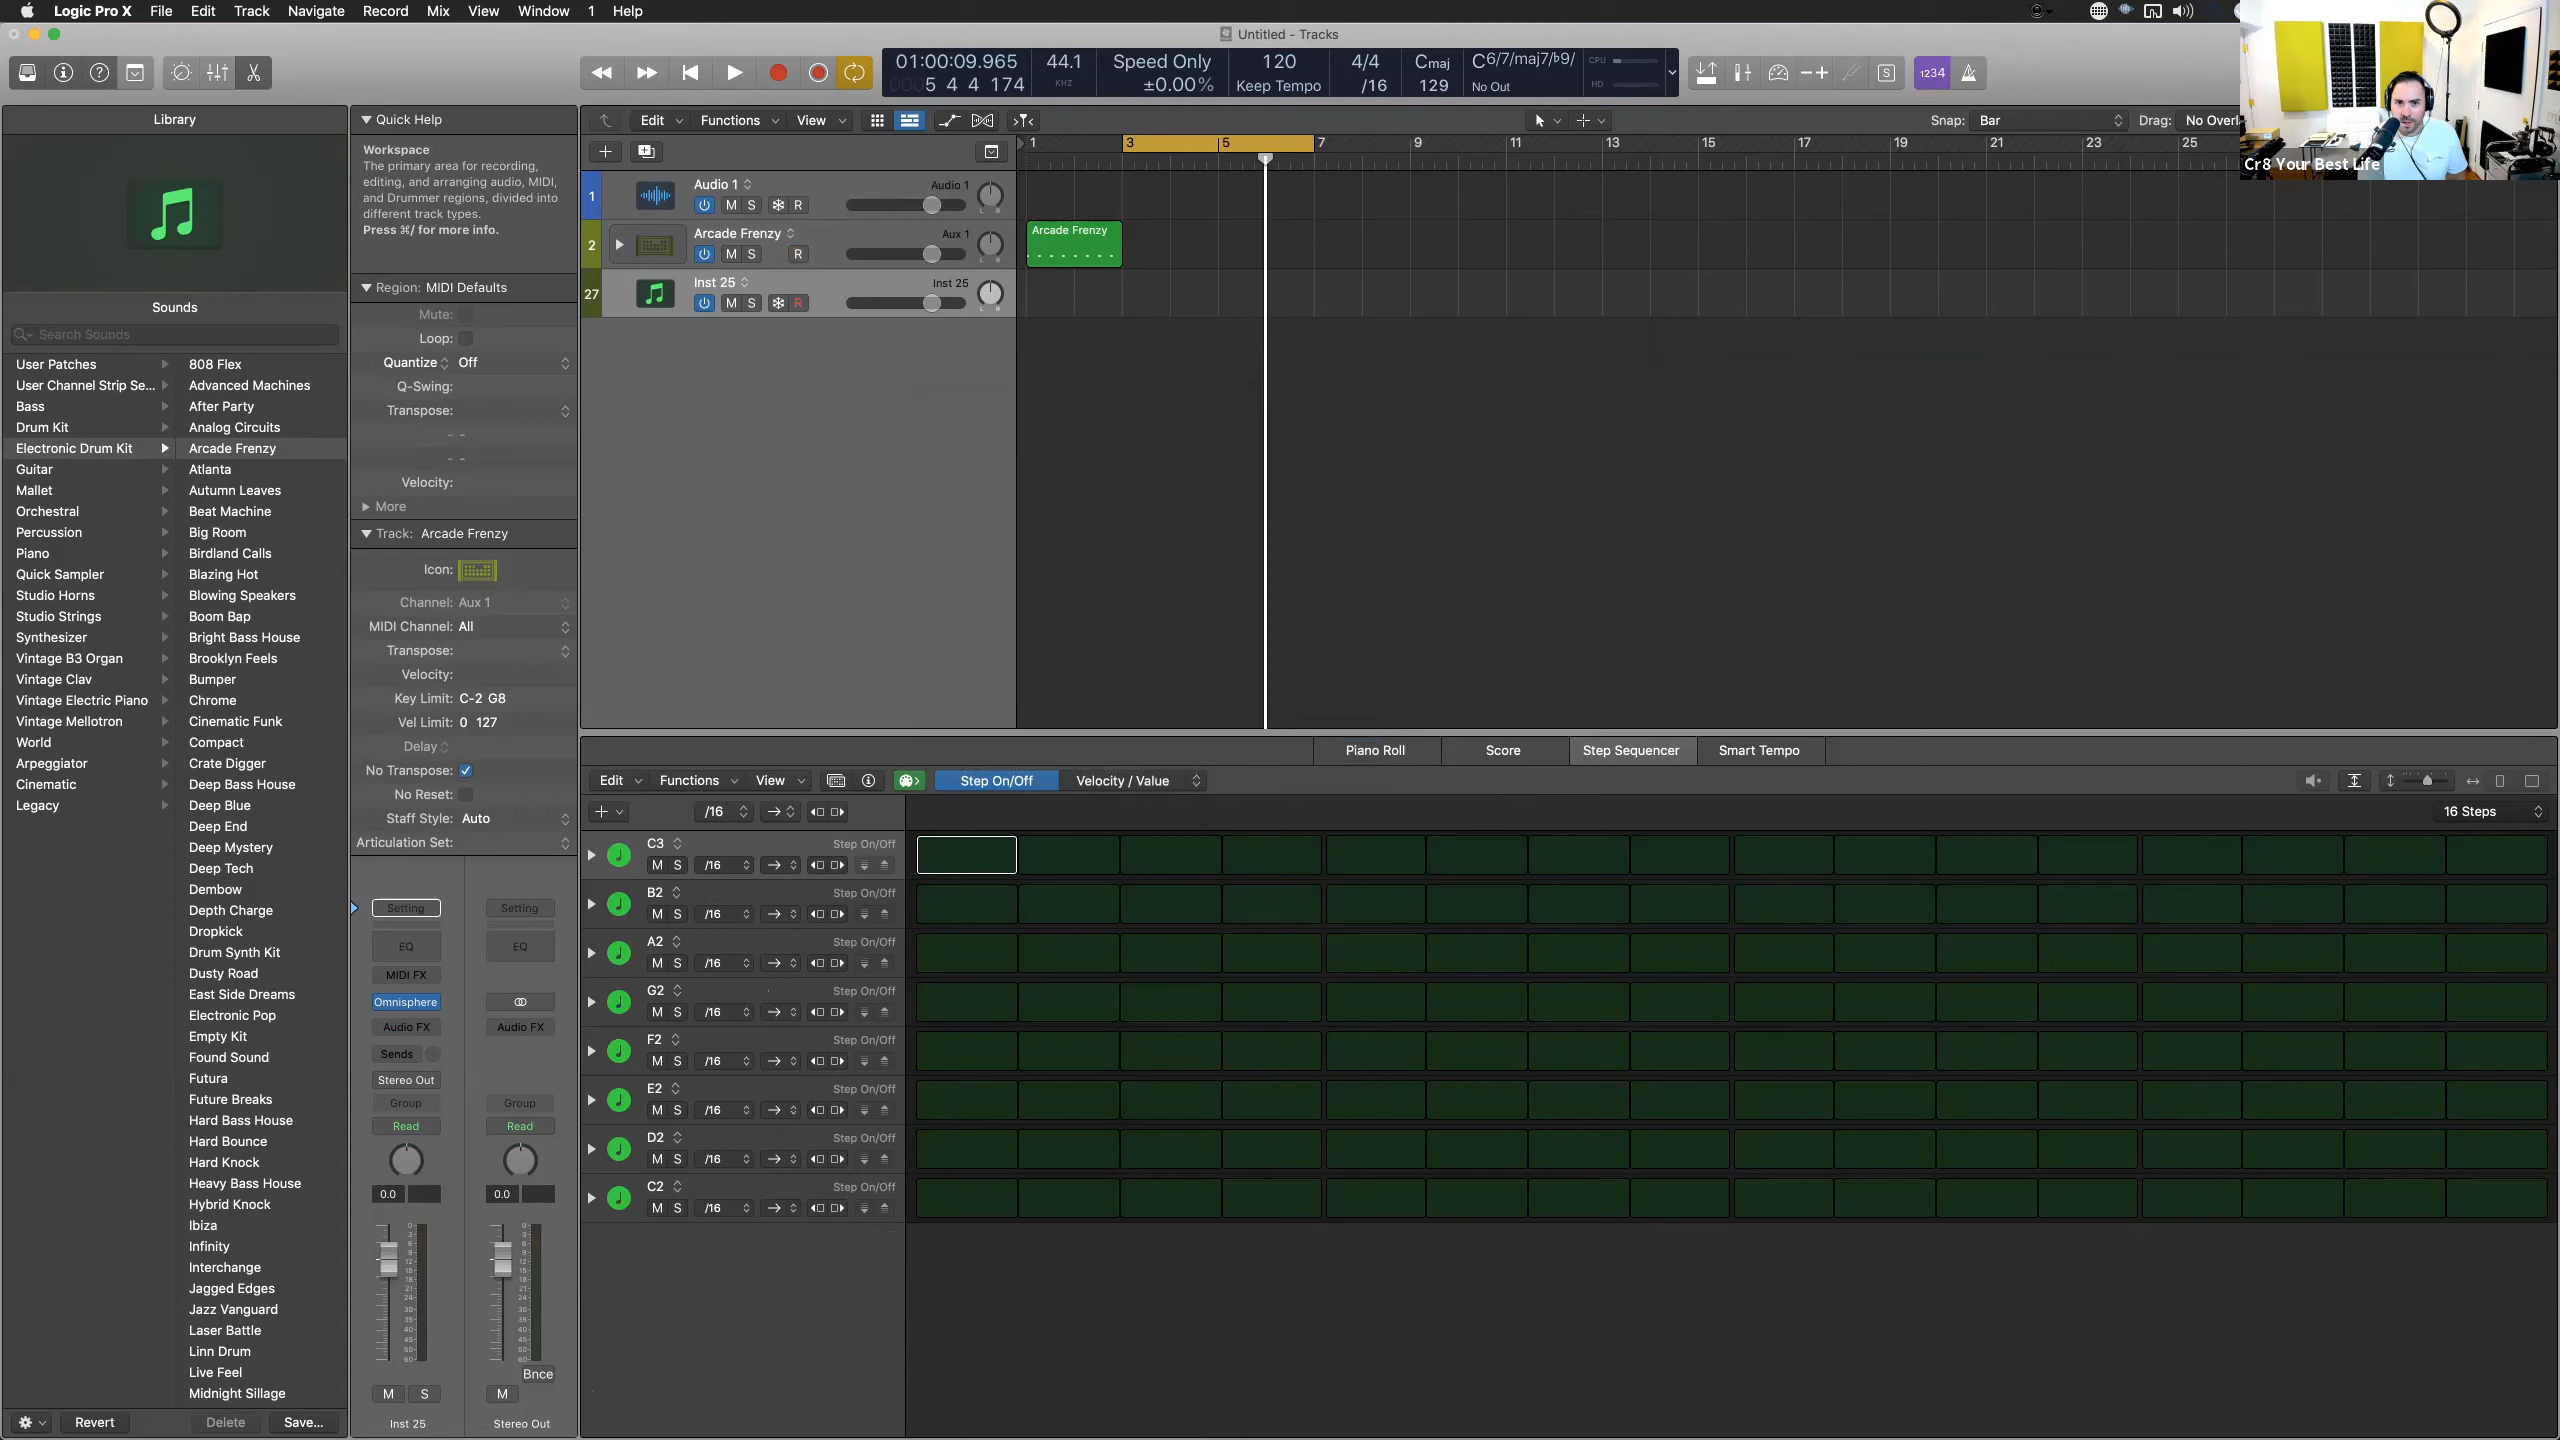 Logic Pro X File Edit Track Navigate Record Mix View Window 1 Help
Untitled - Tracks
01:00:09.965 44.1 Speed Only 120 4/4 Cmaj C6/7/maj7/♭9/ CPU
5 4 4 174 KHZ ±0.00% Keep Tempo /16 129 No Out HD
S 1234
Cr8 Your Best Life
Library
Sounds
Search Sounds
User Patches
User Channel Strip Se...
Bass
Drum Kit
Electronic Drum Kit
Guitar
Mallet
Orchestral
Percussion
Piano
Quick Sampler
Studio Horns
Studio Strings
Synthesizer
Vintage B3 Organ
Vintage Clav
Vintage Electric Piano
Vintage Mellotron
World
Arpeggiator
Cinematic
Legacy
808 Flex
Advanced Machines
After Party
Analog Circuits
Arcade Frenzy
Atlanta
Autumn Leaves
Beat Machine
Big Room
Birdland Calls
Blazing Hot
Blowing Speakers
Boom Bap
Bright Bass House
Brooklyn Feels
Bumper
Chrome
Cinematic Funk
Compact
Crate Digger
Deep Bass House
Deep Blue
Deep End
Deep Mystery
Deep Tech
Dembow
Depth Charge
Dropkick
Drum Synth Kit
Dusty Road
East Side Dreams
Electronic Pop
Empty Kit
Found Sound
Futura
Future Breaks
Hard Bass House
Hard Bounce
Hard Knock
Heavy Bass House
Hybrid Knock
Ibiza
Infinity
Interchange
Jagged Edges
Jazz Vanguard
Laser Battle
Linn Drum
Live Feel
Midnight Sillage
Revert Delete Save...
Quick Help
Workspace
The primary area for recording,
editing, and arranging audio, MIDI,
and Drummer regions, divided into
different track types.
Press ⌘/ for more info.
Region: MIDI Defaults
Mute:
Loop:
Quantize Off
Q-Swing:
Transpose:
- -
- -
Velocity:
More
Track: Arcade Frenzy
Icon:
Channel: Aux 1
MIDI Channel: All
Transpose:
Velocity:
Key Limit: C-2 G8
Vel Limit: 0 127
Delay
No Transpose:
No Reset:
Staff Style: Auto
Articulation Set:
Setting Setting
EQ EQ
MIDI FX
Omnisphere
Audio FX Audio FX
Sends
Stereo Out
Group Group
Read Read
0.0 0.0
Bnce
M S M
Inst 25 Stereo Out
Edit Functions View Snap: Bar Drag: No Overl
1 3 5 7 9 11 13 15 17 19 21 23 25
1 Audio 1 Audio 1
M S R L R
2 Arcade Frenzy Aux 1
M S R L R
27 Inst 25 Inst 25
M S R L R
Arcade Frenzy
Piano Roll Score Step Sequencer Smart Tempo
Edit Functions View Step On/Off Velocity / Value
/16 16 Steps
C3 Step On/Off
M S /16
B2 Step On/Off
M S /16
A2 Step On/Off
M S /16
G2 Step On/Off
M S /16
F2 Step On/Off
M S /16
E2 Step On/Off
M S /16
D2 Step On/Off
M S /16
C2 Step On/Off
M S /16